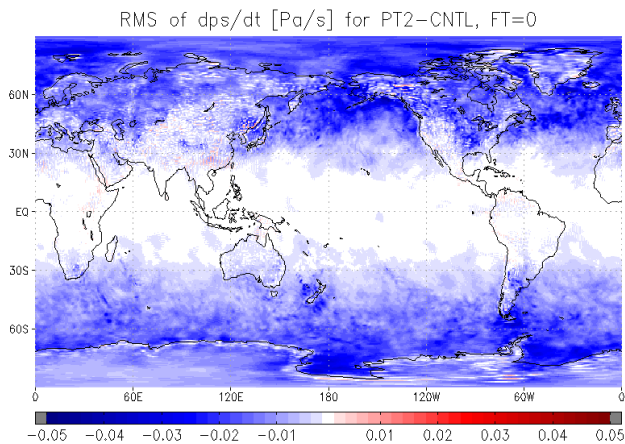 RMS of dps/dt [Pa/s] for PT2-CNTL, FT=0
60N
30N
EQ
30S
60S
0 60E 120E 180 120W 60W 0
-0.05 -0.04 -0.03 -0.02 -0.01 0.01 0.02 0.03 0.04 0.05